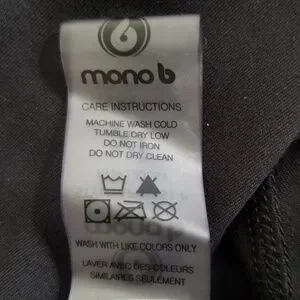 mono b
CARE INSTRUCTIONS
MACHINE WASH COLD
TUMBLE DRY LOW
DO NOT IRON
DO NOT DRY CLEAN
WASH WITH LIKE COLORS ONLY
LAVER AVEC DES COULEURS
SIMILAIRES SEULEMENT